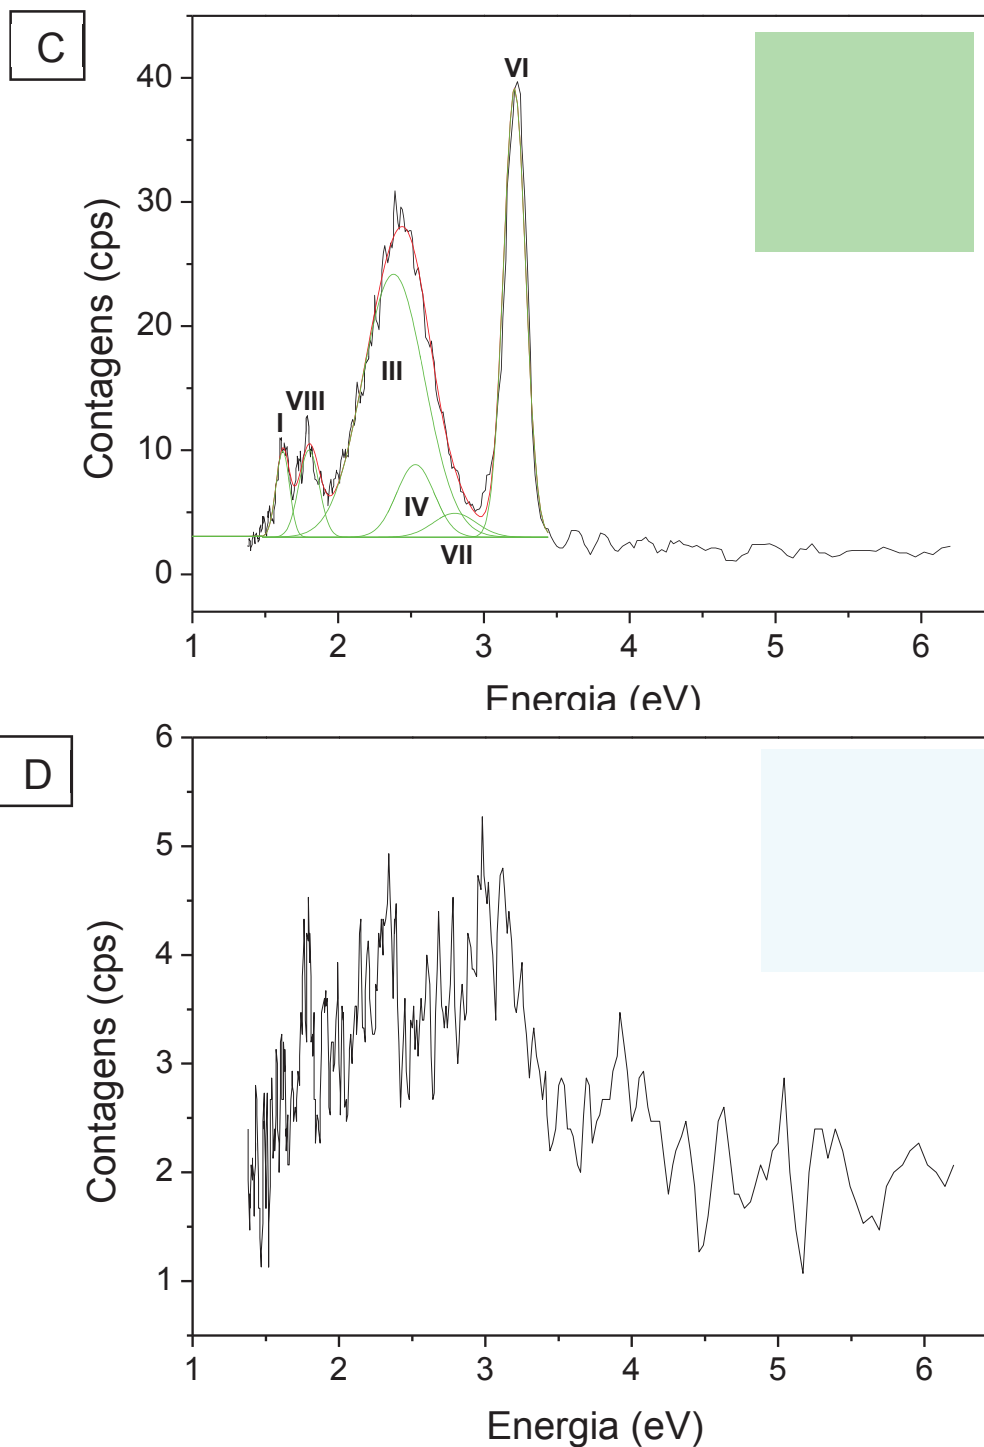 C
Contagens (cps)
40
30
20
10
0
I
VIII
III
IV
VII
VI
1 2 3 4 5 6
Energia (eV)
D
Contagens (cps)
6
5
4
3
2
1
1 2 3 4 5 6
Energia (eV)